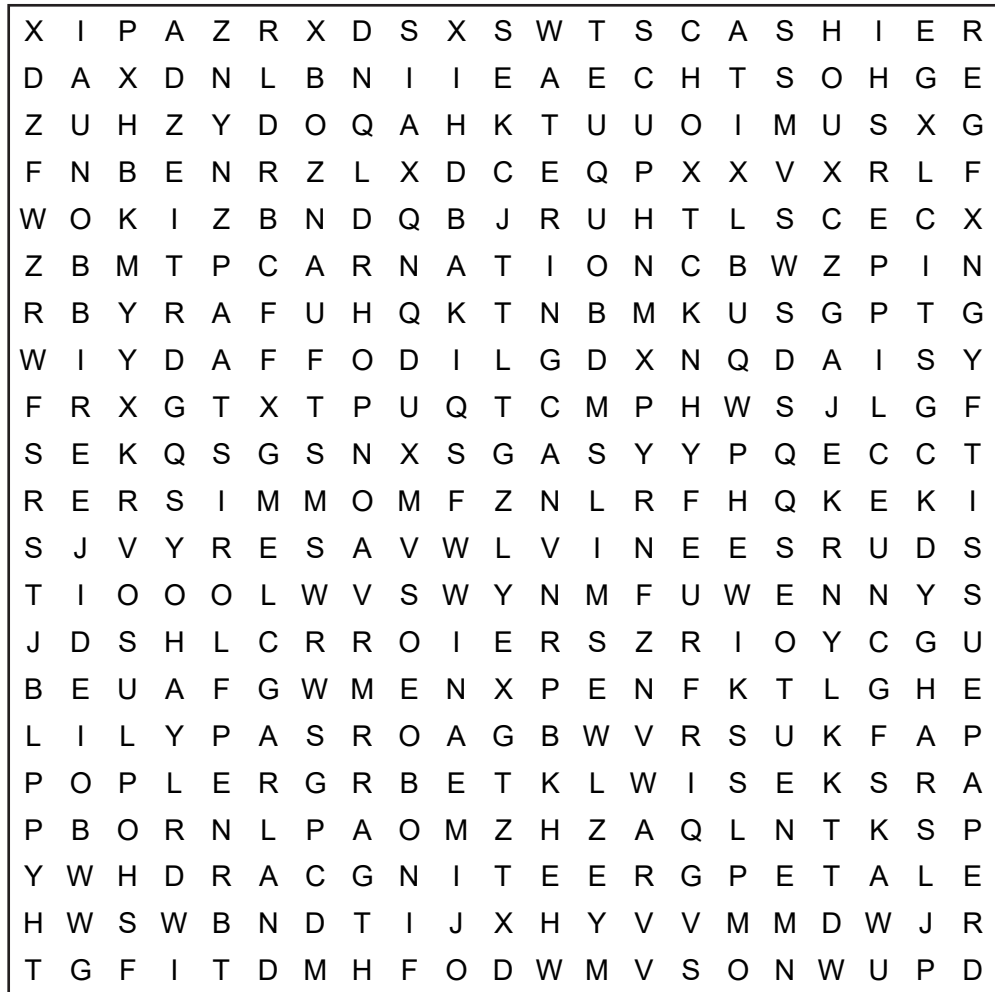 X I P A Z R X D S X S W T S C A S H I E R
D A X D N L B N I I E A E C H T S O H G E
Z U H Z Y D O Q A H K T U U O I M U S X G
F N B E N R Z L X D C E Q P X X V X R L F
W O K I Z B N D Q B J R U H T L S C E C X
Z B M T P C A R N A T I O N C B W Z P I N
R B Y R A F U H Q K T N B M K U S G P T G
W I Y D A F F O D I L G D X N Q D A I S Y
F R X G T X T P U Q T C M P H W S J L G F
S E K Q S G S N X S G A S Y Y P Q E C C T
R E R S I M M O M F Z N L R F H Q K E K I
S J V Y R E S A V W L V I N E E S R U D S
T I O O O L W V S W Y N M F U W E N N Y S
J D S H L C R R O I E R S Z R I O Y C G U
B E U A F G W M E N X P E N F K T L G H E
L I L Y P A S R O A G B W V R S U K F A P
P O P L E R G R B E T K L W I S E K S R A
P B O R N L P A O M Z H Z A Q L N T K S P
Y W H D R A C G N I T E E R G P E T A L E
H W S W B N D T I J X H Y V V M M D W J R
T G F I T D M H F O D W M V S O N W U P D